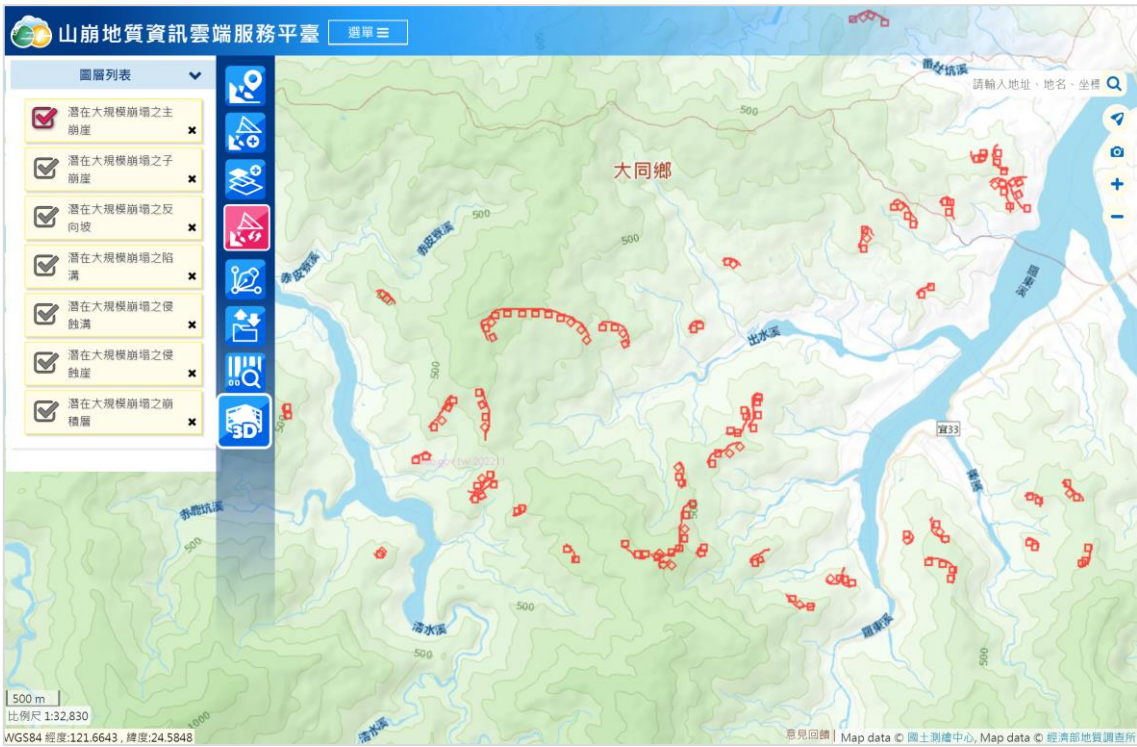 山崩地質資訊雲端服務平臺
選單
圖層列表
潛在大規模崩塌之主
崩崖
潛在大規模崩塌之子
崩崖
潛在大規模崩塌之反
向坡
潛在大規模崩塌之陷
溝
潛在大規模崩塌之侵
蝕溝
潛在大規模崩塌之侵
蝕崖
潛在大規模崩塌之崩
積層
3D
請輸入地址、地名、坐標
大同鄉
500
500
500
500
赤皮寮溪
赤皮寮溪
羅東溪
出水溪
500
宜33
赤鹿坑溪
500
500
清水溪
500
羅東溪
500
1000
清水溪
500 m
比例尺 1:32,830
WGS84 經度:121.6643 , 緯度:24.5848
意見回饋 | Map data © 國土測繪中心, Map data © 經濟部地質調查所